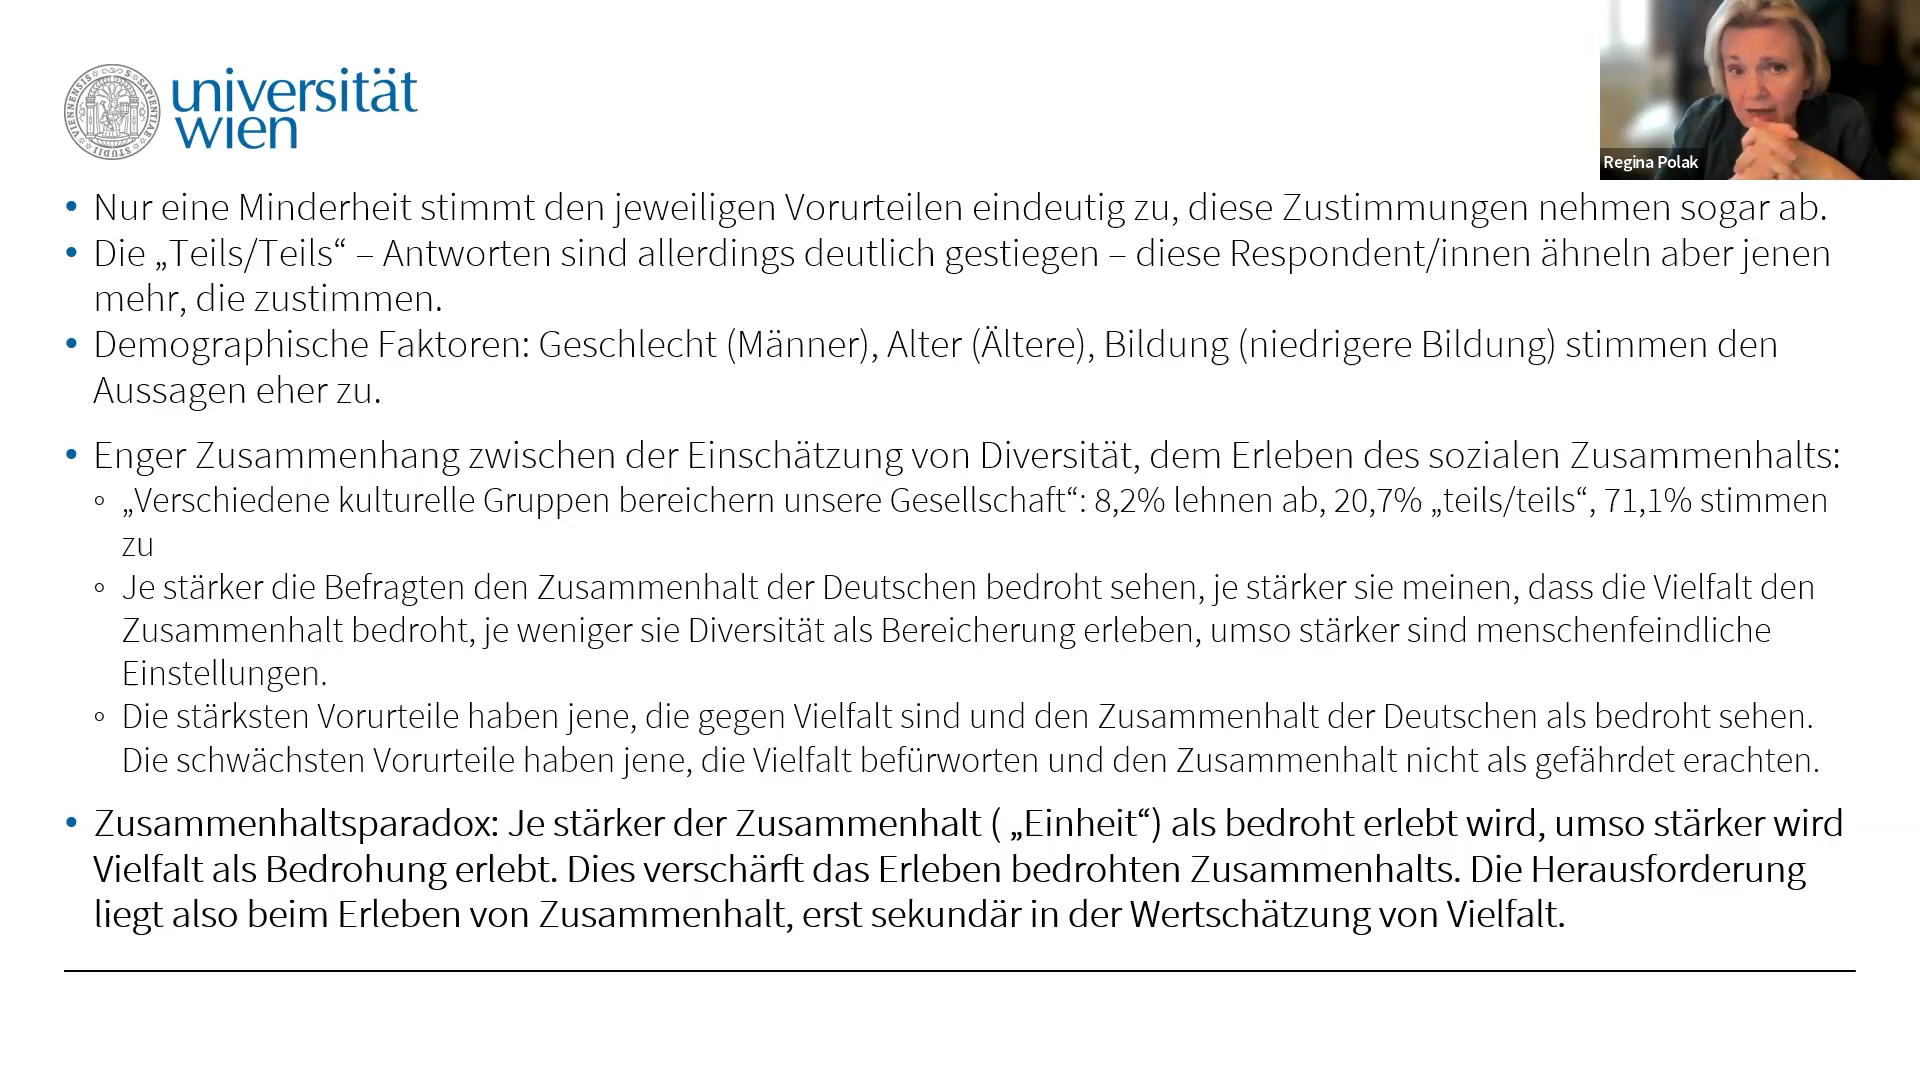 universität
wien
Regina Polak
• Nur eine Minderheit stimmt den jeweiligen Vorurteilen eindeutig zu, diese Zustimmungen nehmen sogar ab.
• Die „Teils/Teils“ – Antworten sind allerdings deutlich gestiegen – diese Respondent/innen ähneln aber jenen
mehr, die zustimmen.
• Demographische Faktoren: Geschlecht (Männer), Alter (Ältere), Bildung (niedrigere Bildung) stimmen den
Aussagen eher zu.
• Enger Zusammenhang zwischen der Einschätzung von Diversität, dem Erleben des sozialen Zusammenhalts:
◦ „Verschiedene kulturelle Gruppen bereichern unsere Gesellschaft“: 8,2% lehnen ab, 20,7% „teils/teils“, 71,1% stimmen
zu
◦ Je stärker die Befragten den Zusammenhalt der Deutschen bedroht sehen, je stärker sie meinen, dass die Vielfalt den
Zusammenhalt bedroht, je weniger sie Diversität als Bereicherung erleben, umso stärker sind menschenfeindliche
Einstellungen.
◦ Die stärksten Vorurteile haben jene, die gegen Vielfalt sind und den Zusammenhalt der Deutschen als bedroht sehen.
Die schwächsten Vorurteile haben jene, die Vielfalt befürworten und den Zusammenhalt nicht als gefährdet erachten.
• Zusammenhaltsparadox: Je stärker der Zusammenhalt ( „Einheit“) als bedroht erlebt wird, umso stärker wird
Vielfalt als Bedrohung erlebt. Dies verschärft das Erleben bedrohten Zusammenhalts. Die Herausforderung
liegt also beim Erleben von Zusammenhalt, erst sekundär in der Wertschätzung von Vielfalt.